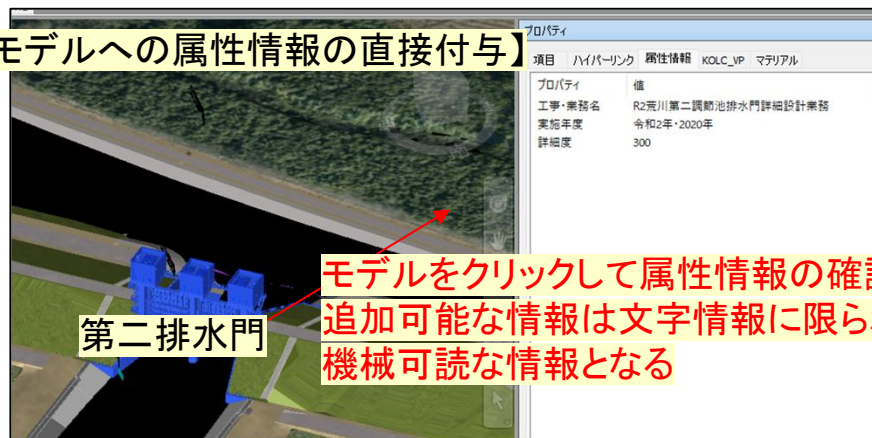 モデルへの属性情報の直接付与】
プロパティ
項目 ハイパーリンク 属性情報 KOLC_VP マテリアル
プロパティ 値
工事・業務名 R2荒川第二調節池排水門詳細設計業務
実施年度 令和2年・2020年
詳細度 300
モデルをクリックして属性情報の確
追加可能な情報は文字情報に限ら
機械可読な情報となる
第二排水門